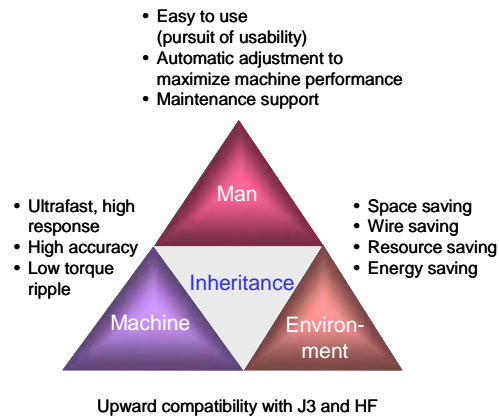 • Easy to use
(pursuit of usability)
• Automatic adjustment to
maximize machine performance
• Maintenance support
Man
• Ultrafast, high
response
• High accuracy
• Low torque
ripple
• Space saving
• Wire saving
• Resource saving
• Energy saving
Inheritance
Machine
Environ-
ment
Upward compatibility with J3 and HF